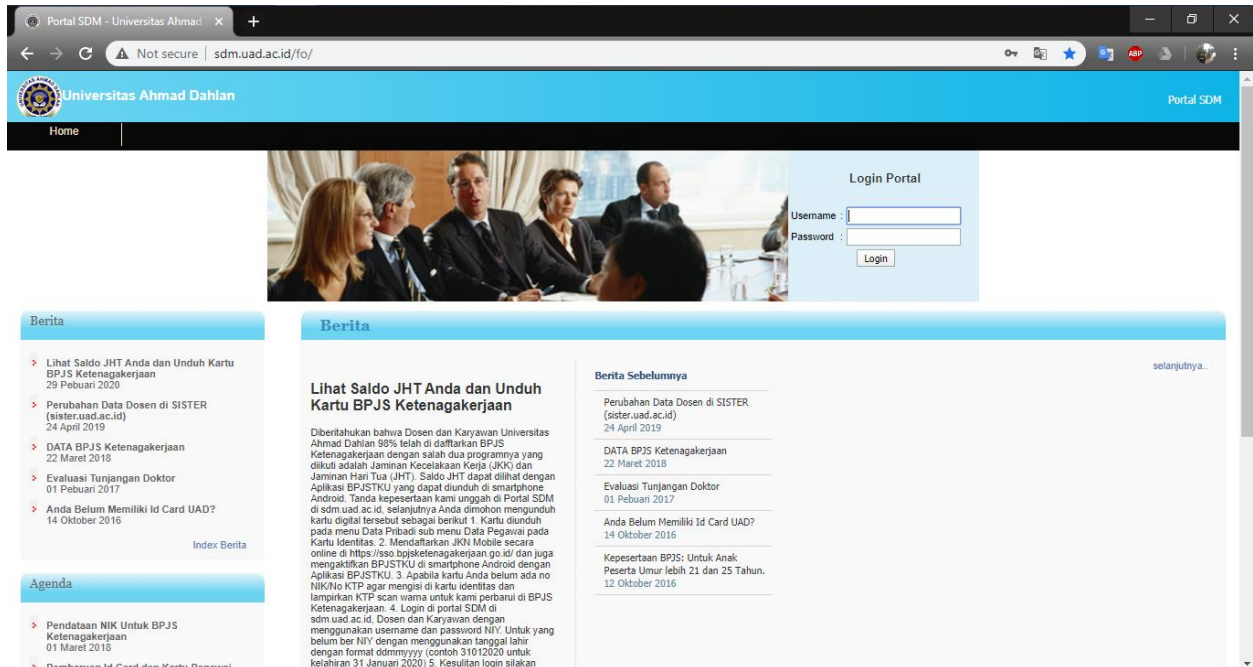 Portal SDM - Universitas Ahmad
Not secure | sdm.uad.ac.id/fo/
ABP
Universitas Ahmad Dahlan
Portal SDM
Home
Login Portal
Username :
Password :
Login
Berita
Lihat Saldo JHT Anda dan Unduh Kartu
BPJS Ketenagakerjaan
29 Pebuari 2020
Perubahan Data Dosen di SISTER
(sister.uad.ac.id)
24 April 2019
DATA BPJS Ketenagakerjaan
22 Maret 2018
Evaluasi Tunjangan Doktor
01 Pebuari 2017
Anda Belum Memiliki Id Card UAD?
14 Oktober 2016
Index Berita
Agenda
Pendataan NIK Untuk BPJS
Ketenagakerjaan
01 Maret 2018
Pembaruan Id Card dan Kartu Pegawai
Berita
Lihat Saldo JHT Anda dan Unduh
Kartu BPJS Ketenagakerjaan
Diberitahukan bahwa Dosen dan Karyawan Universitas
Ahmad Dahlan 98% telah di dafftarkan BPJS
Ketenagakerjaan dengan salah dua programnya yang
diikuti adalah Jaminan Kecelakaan Kerja (JKK) dan
Jaminan Hari Tua (JHT). Saldo JHT dapat dilihat dengan
Aplikasi BPJSTKU yang dapat diunduh di smartphone
Android. Tanda kepesertaan kami unggah di Portal SDM
di sdm.uad.ac.id, selanjutnya Anda dimohon mengunduh
kartu digital tersebut sebagai berikut 1. Kartu diunduh
pada menu Data Pribadi sub menu Data Pegawai pada
Kartu Identitas. 2. Mendaftarkan JKN Mobile secara
online di https://sso.bpjsketenagakerjaan.go.id/ dan juga
mengaktifkan BPJSTKU di smartphone Android dengan
Aplikasi BPJSTKU. 3. Apabila kartu Anda belum ada no
NIK/No KTP agar mengisi di kartu identitas dan
lampirkan KTP scan warna untuk kami perbarui di BPJS
Ketenagakerjaan. 4. Login di portal SDM di
sdm.uad.ac.id, Dosen dan Karyawan dengan
menggunakan username dan password NIY. Untuk yang
belum ber NIY dengan menggunakan tanggal lahir
dengan format ddmmyyyy (contoh 31012020 untuk
kelahiran 31 Januari 2020) 5. Kesulitan login silakan
Berita Sebelumnya
Perubahan Data Dosen di SISTER
(sister.uad.ac.id)
24 April 2019
DATA BPJS Ketenagakerjaan
22 Maret 2018
Evaluasi Tunjangan Doktor
01 Pebuari 2017
Anda Belum Memiliki Id Card UAD?
14 Oktober 2016
Kepesertaan BPJS: Untuk Anak
Peserta Umur lebih 21 dan 25 Tahun.
12 Oktober 2016
selanjutnya..